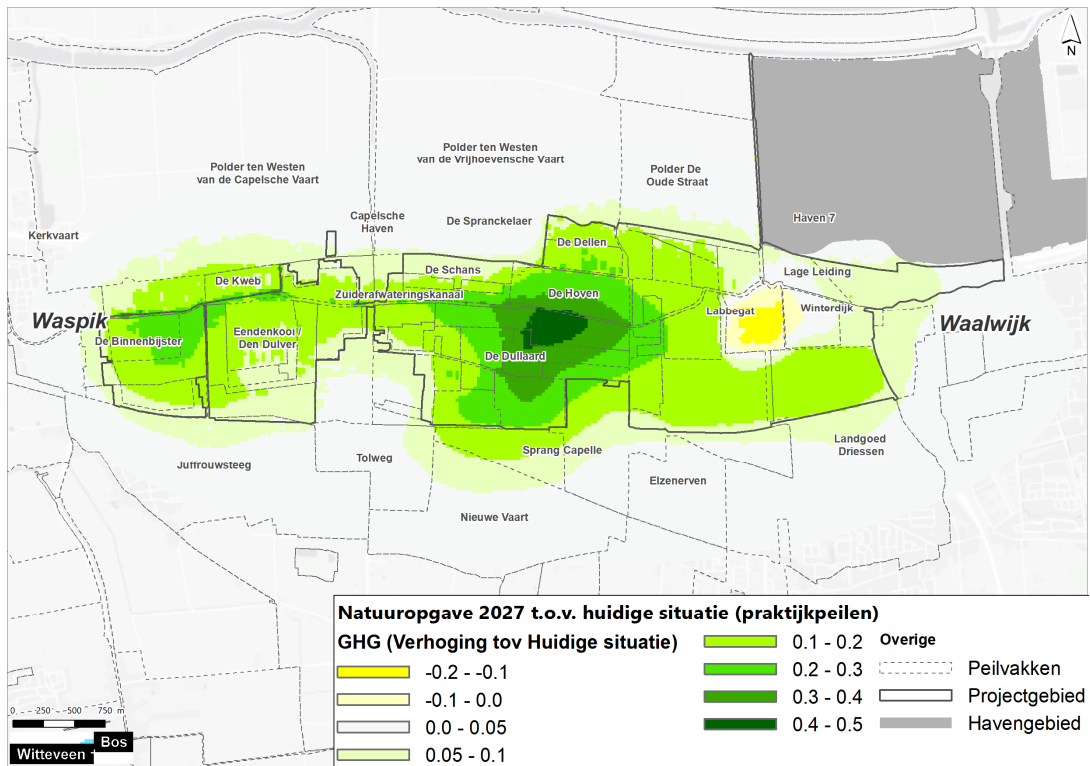 N
Polder ten Westen
van de Vrijhoevensche Vaart
Polder ten Westen
van de Capelsche Vaart
Polder De
Oude Straat
Capelsche
Haven
De Spranckelaer
Haven 7
Kerkvaart
De Dellen
De Schans
Lage Leiding
De Kweb
Zuiderafwateringskanaal
De Hoven
Labbegat
Winterdijk
Waspik
Waalwijk
De Binnenbijster
Eendenkooi /
Den Dulver
De Dullaard
Landgoed
Driessen
Sprang Capelle
Juffrouwsteeg
Tolweg
Elzenerven
Nieuwe Vaart
Natuuropgave 2027 t.o.v. huidige situatie (praktijkpeilen)
GHG (Verhoging tov Huidige situatie)
-0.2 - -0.1
-0.1 - 0.0
0.0 - 0.05
0.05 - 0.1
0.1 - 0.2
0.2 - 0.3
0.3 - 0.4
0.4 - 0.5
Overige
Peilvakken
Projectgebied
Havengebied
0 250 500 750 m
Witteveen + Bos